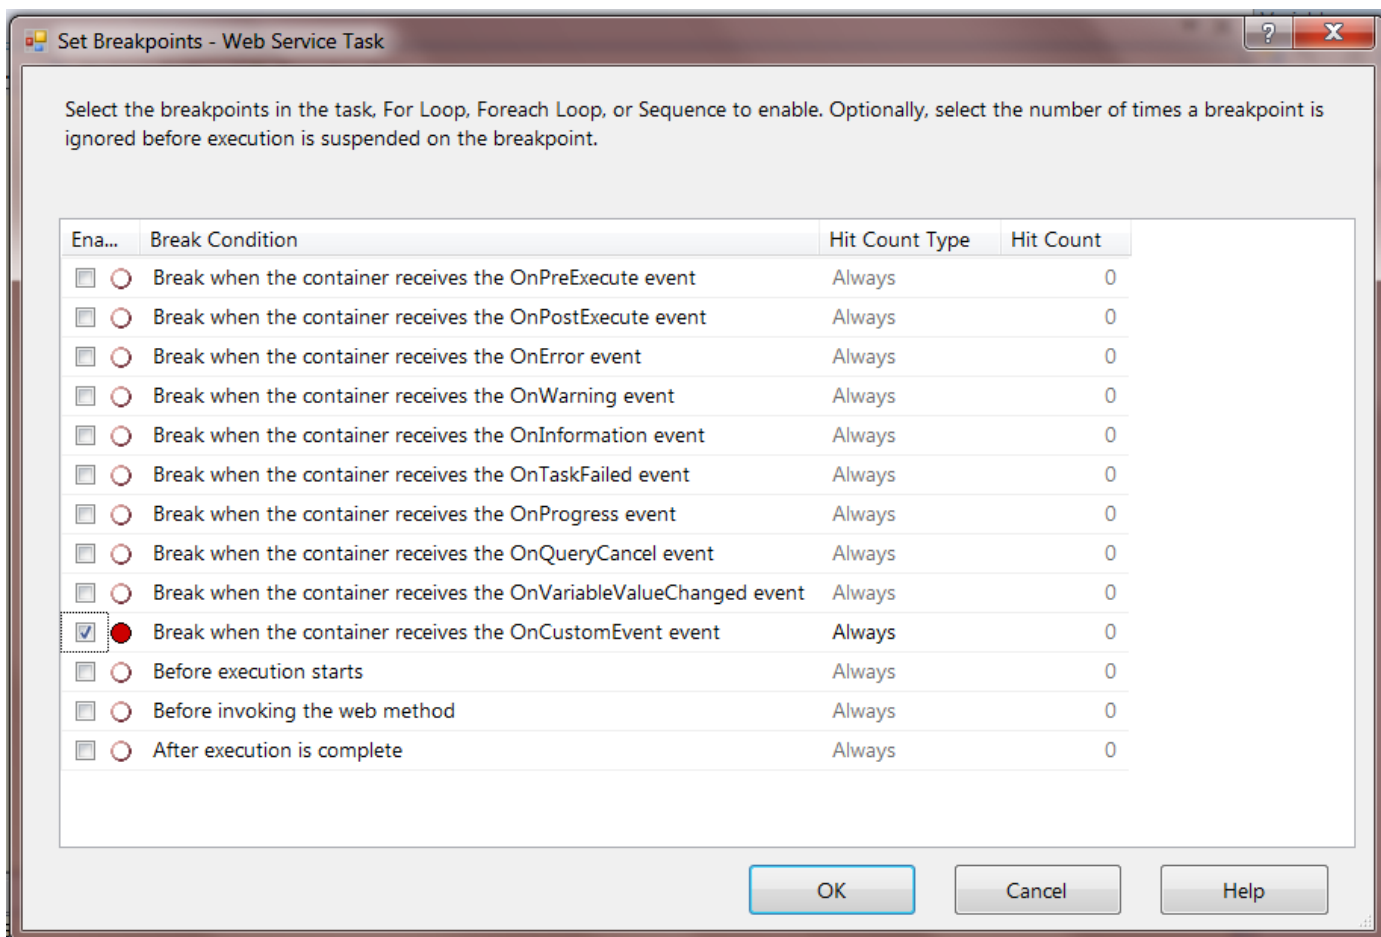 Set Breakpoints - Web Service Task
Select the breakpoints in the task, For Loop, Foreach Loop, or Sequence to enable. Optionally, select the number of times a breakpoint is
ignored before execution is suspended on the breakpoint.
Ena... Break Condition Hit Count Type Hit Count
Break when the container receives the OnPreExecute event Always 0
Break when the container receives the OnPostExecute event Always 0
Break when the container receives the OnError event Always 0
Break when the container receives the OnWarning event Always 0
Break when the container receives the OnInformation event Always 0
Break when the container receives the OnTaskFailed event Always 0
Break when the container receives the OnProgress event Always 0
Break when the container receives the OnQueryCancel event Always 0
Break when the container receives the OnVariableValueChanged event Always 0
Break when the container receives the OnCustomEvent event Always 0
Before execution starts Always 0
Before invoking the web method Always 0
After execution is complete Always 0
OK Cancel Help